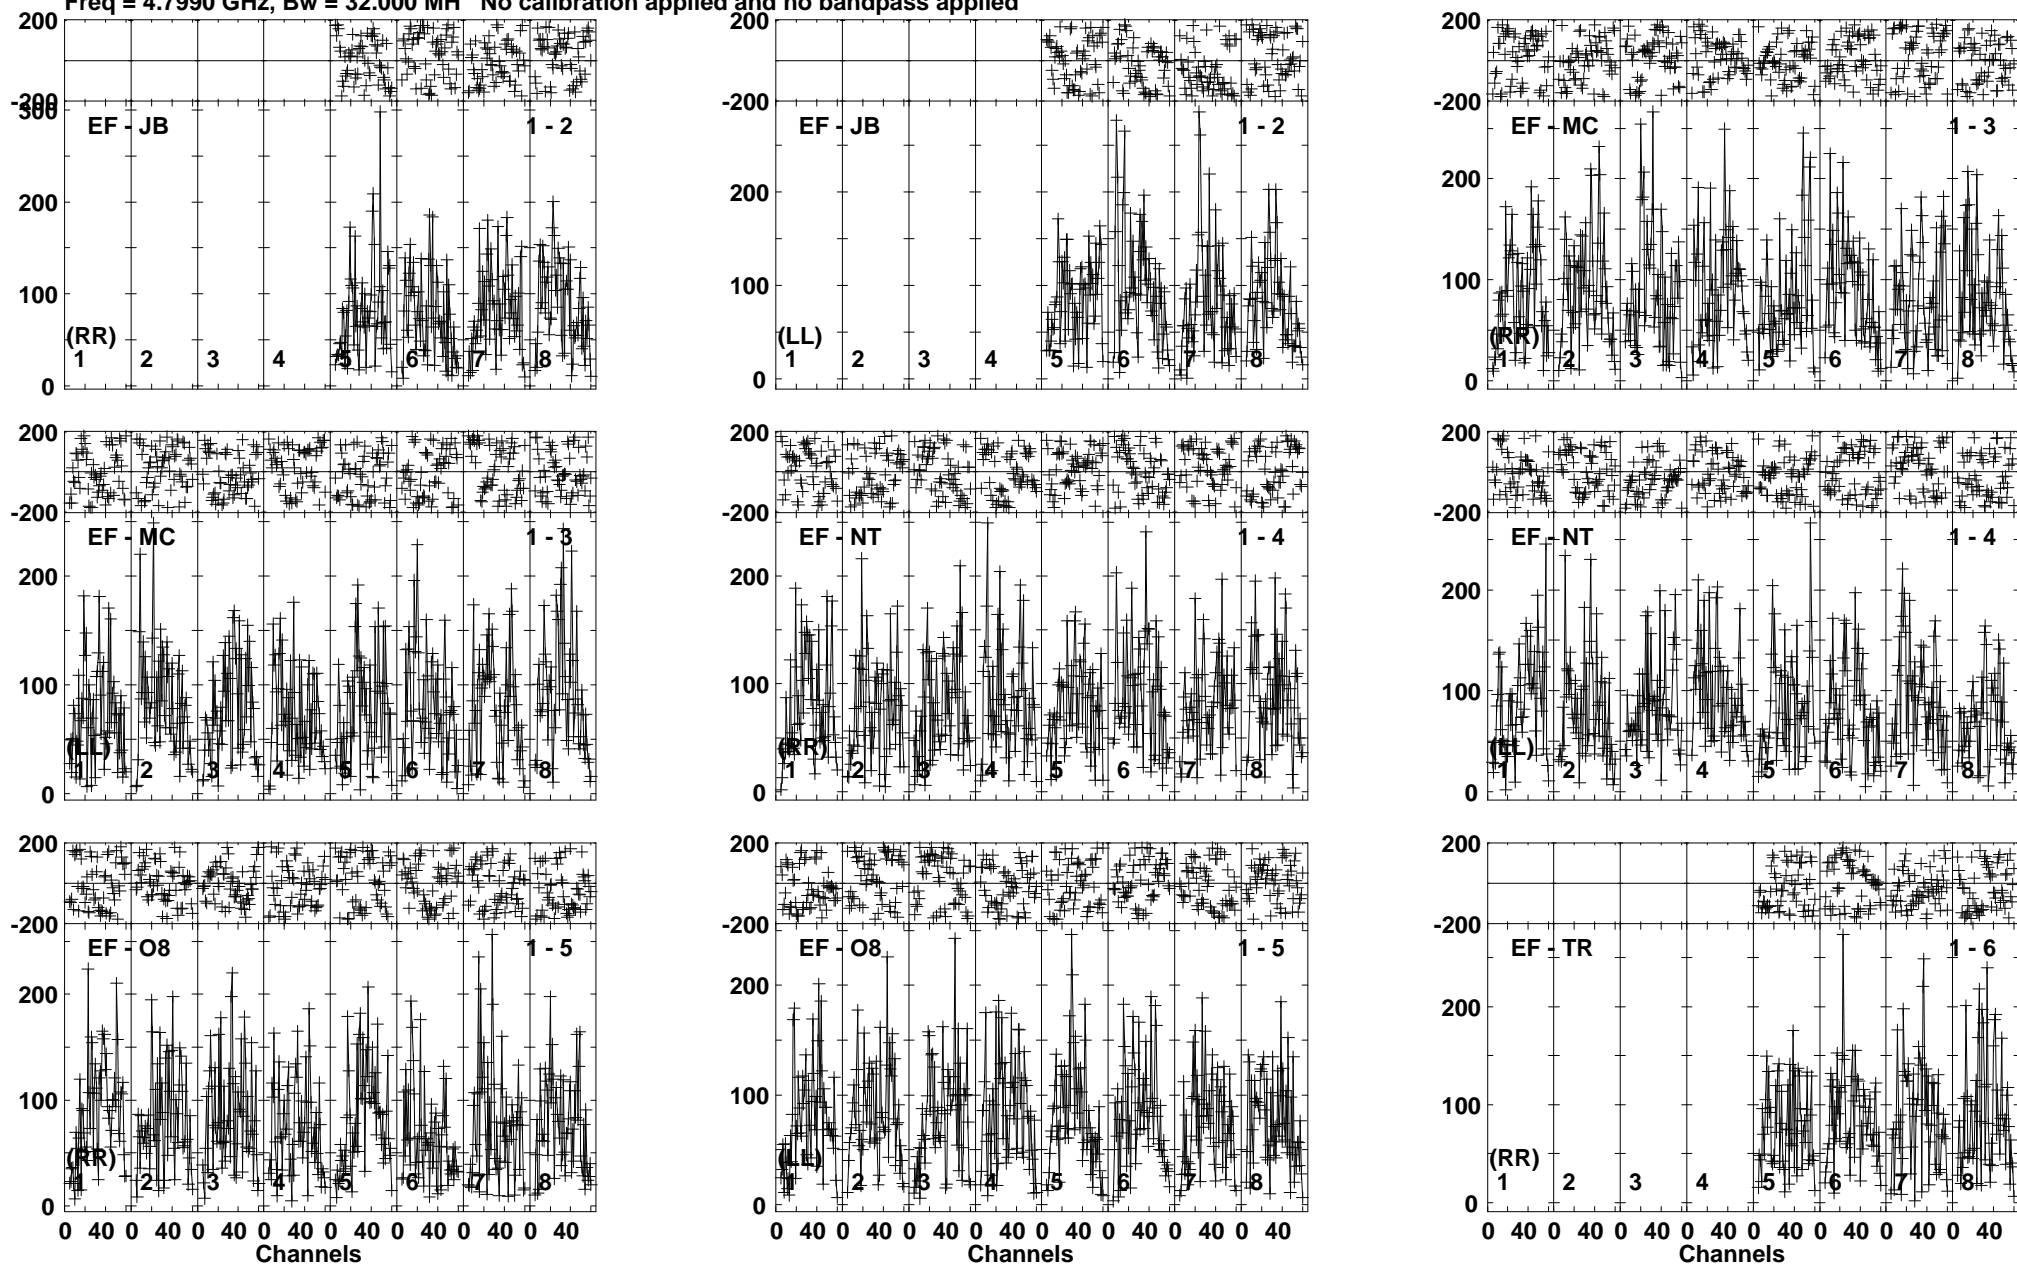 Freq = 4.7990 GHz, Bw = 32.000 MH No calibration applied and no bandpass applied
200 200 200
-200 -200 -200
300 EF - JB 1 - 2 EF - JB 1 - 2 EF - MC 1 - 3
200 200 200
100 100 100
(RR) (LL) (RR)
1 2 3 4 5 6 7 8 1 2 3 4 5 6 7 8 1 2 3 4 5 6 7 8
0 0 0
200 200 200
-200 -200 -200
EF - MC 1 - 3 EF - NT 1 - 4 EF - NT 1 - 4
200 200 200
100 100 100
(LL) (RR) (LL)
1 2 3 4 5 6 7 8 1 2 3 4 5 6 7 8 1 2 3 4 5 6 7 8
0 0 0
200 200 200
-200 -200 -200
EF - O8 1 - 5 EF - O8 1 - 5 EF - TR 1 - 6
200 200 200
100 100 100
(RR) (LL) (RR)
1 2 3 4 5 6 7 8 1 2 3 4 5 6 7 8 1 2 3 4 5 6 7 8
0 0 0
0 40 0 40 0 40 0 40 0 40 0 40 0 40 0 40 0 40 0 40 0 40 0 40 0 40 0 40 0 40 0 40 0 40 0 40 0 40 0 40 0 40 0 40 0 40 0 40
Channels Channels Channels